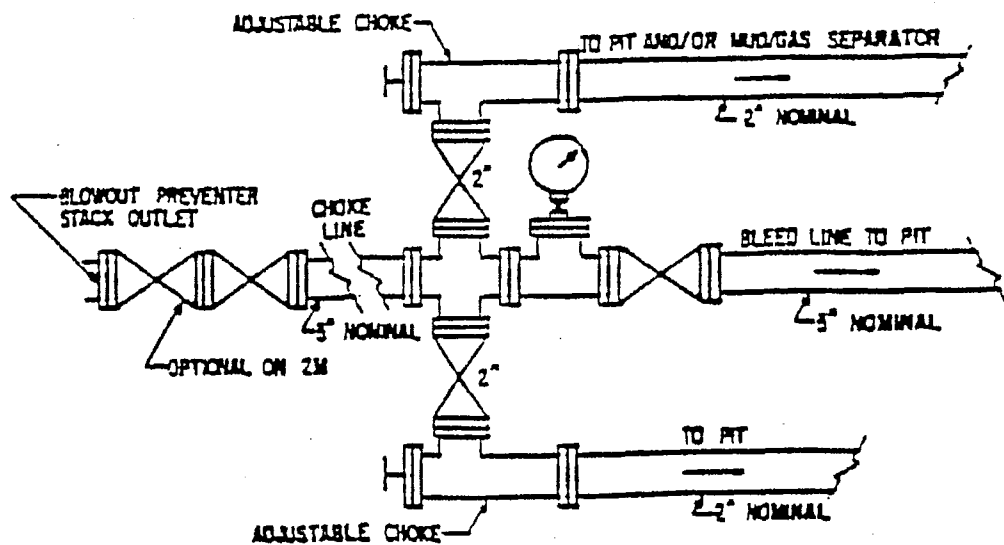 ADJUSTABLE CHOKE
TO PIT AND/OR MUD/GAS SEPARATOR
2" NOMINAL
2"
BLOWOUT PREVENTER
STACK OUTLET
CHOKE
LINE
BLEED LINE TO PIT
3" NOMINAL
3" NOMINAL
OPTIONAL ON 2M
2"
TO PIT
2" NOMINAL
ADJUSTABLE CHOKE